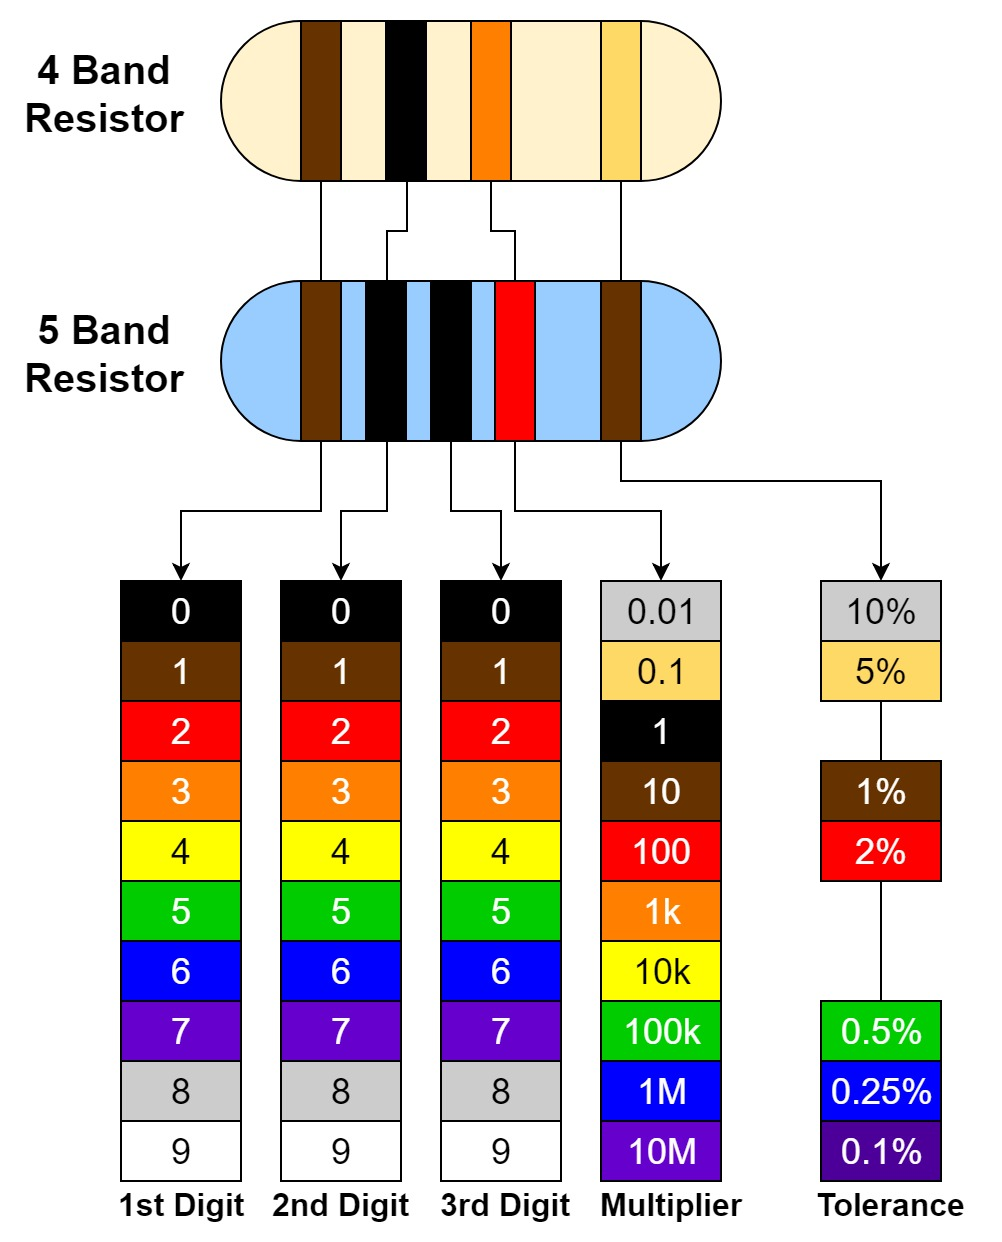 4 Band
Resistor
5 Band
Resistor
0 0 0 0.01 10%
1 1 1 0.1 5%
2 2 2 1
3 3 3 10 1%
4 4 4 100 2%
5 5 5 1k
6 6 6 10k
7 7 7 100k 0.5%
8 8 8 1M 0.25%
9 9 9 10M 0.1%
1st Digit 2nd Digit 3rd Digit Multiplier Tolerance